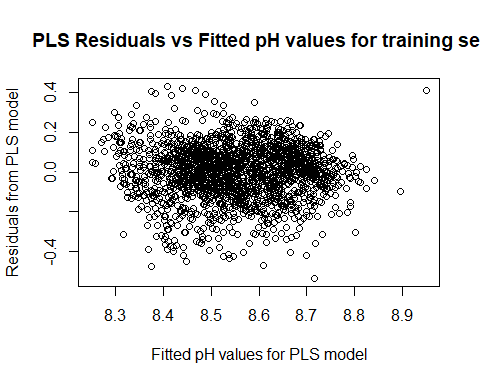 PLS Residuals vs Fitted pH values for training se
Residuals from PLS model
0.4
0.2
0.0
-0.4
8.3 8.4 8.5 8.6 8.7 8.8 8.9
Fitted pH values for PLS model